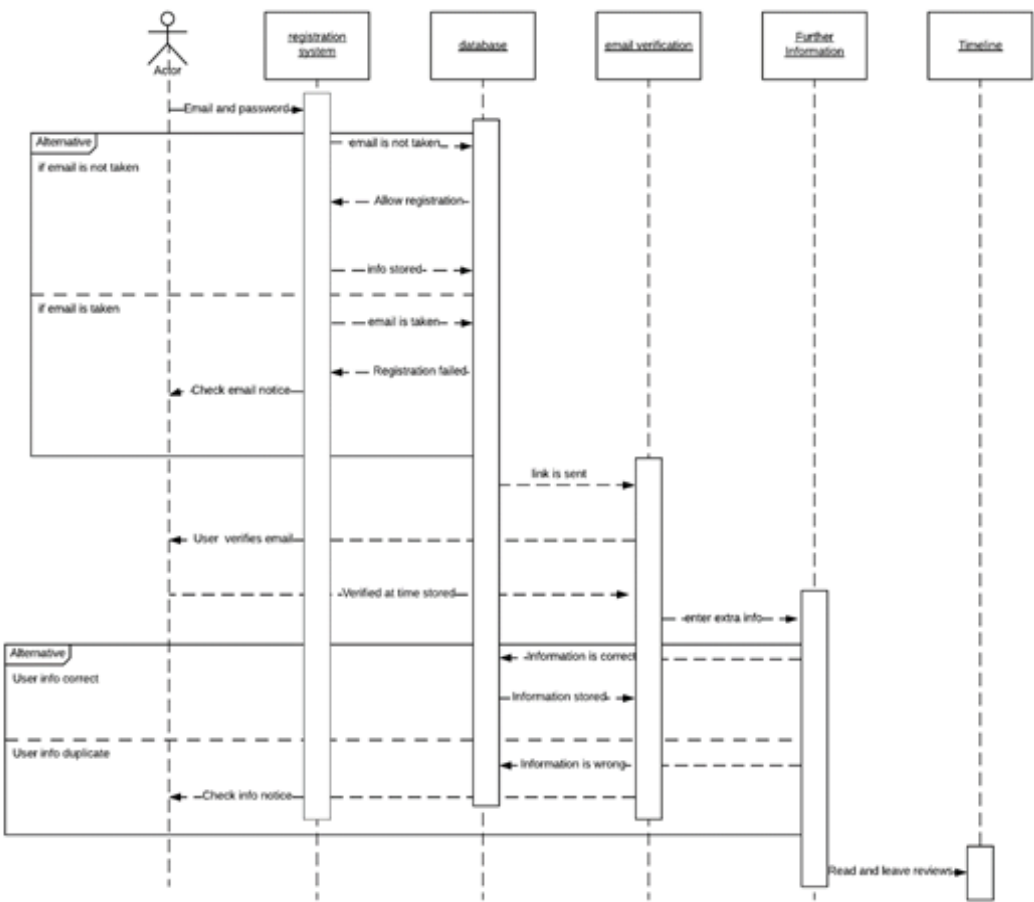 registration
system
database
email verification
Further
Information
Timeline
Actor
Email and password
Alternative
email is not taken
if email is not taken
Allow registration
info stored
if email is taken
email is taken
Registration failed
Check email notice
link is sent
User verifies email
Verified at time stored
enter extra info
Alternative
Information is correct
User info correct
Information stored
User info duplicate
Information is wrong
Check info notice
Read and leave reviews